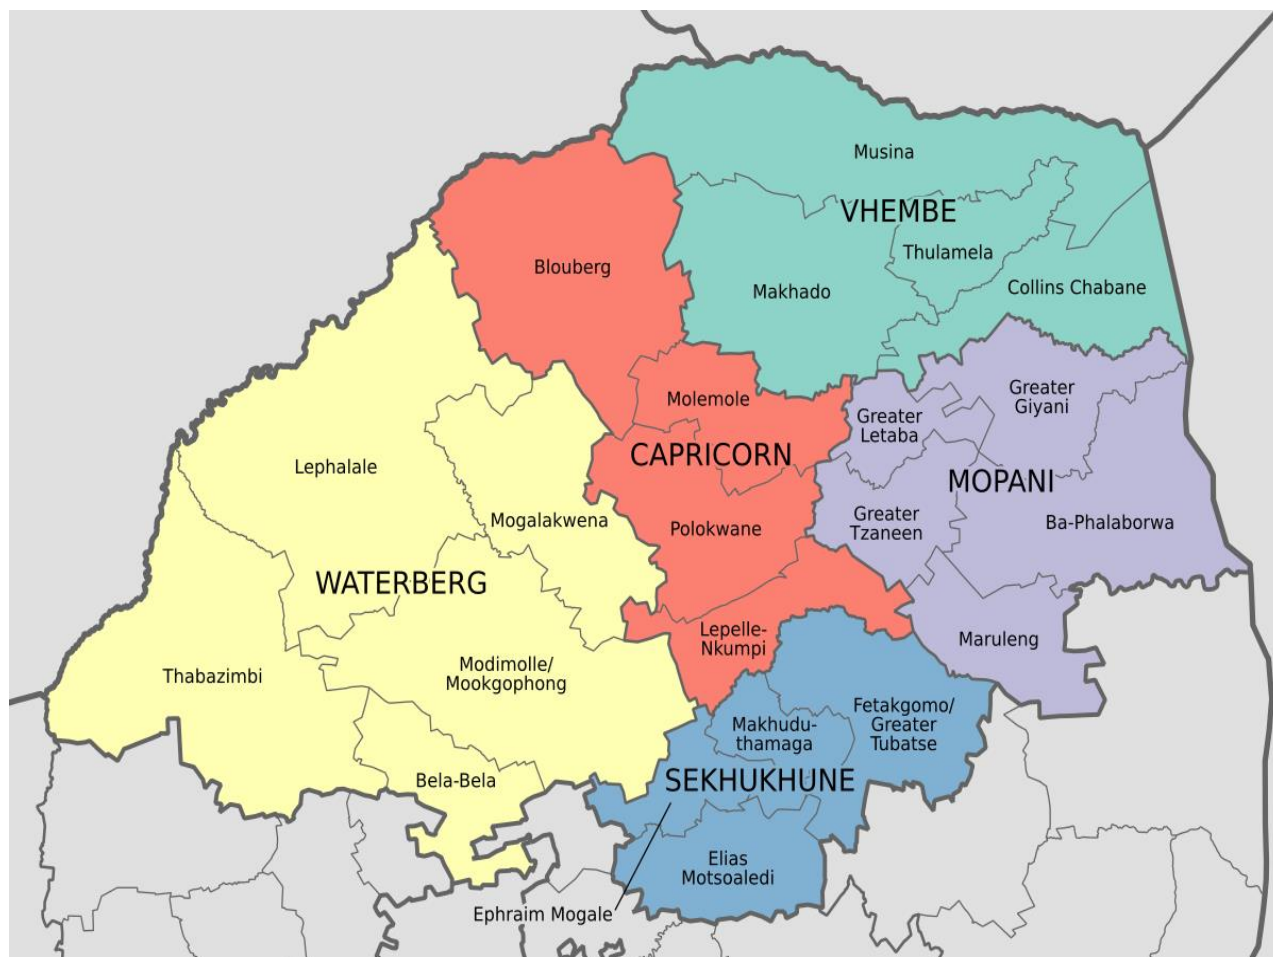 Musina
VHEMBE
Thulamela
Blouberg
Makhado
Collins Chabane
Molemole
Greater
Giyani
Greater
Letaba
CAPRICORN
Lephalale
MOPANI
Mogalakwena
Polokwane
Greater
Tzaneen
Ba-Phalaborwa
WATERBERG
Lepelle-
Nkumpi
Maruleng
Thabazimbi
Modimolle/
Mookgophong
Makhudu-
thamaga
Fetakgomo/
Greater
Tubatse
Bela-Bela
SEKHUKHUNE
Elias
Motsoaledi
Ephraim Mogale